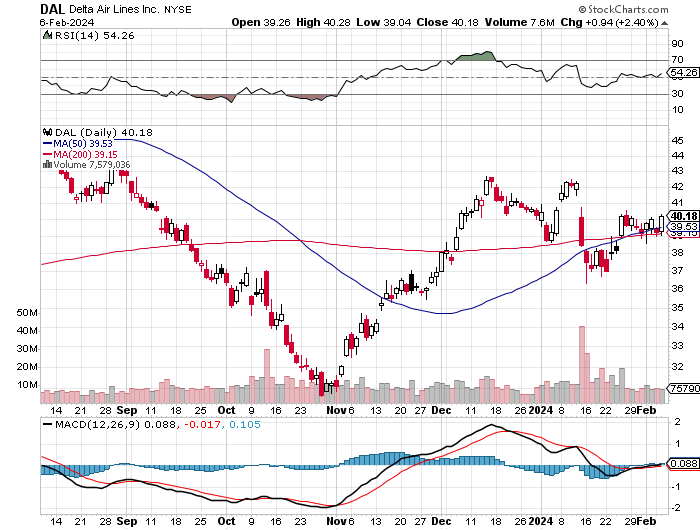 DAL Delta Air Lines Inc. NYSE © StockCharts.com
6-Feb-2024 Open 39.26 High 40.28 Low 39.04 Close 40.18 Volume 7.6M Chg +0.94 (+2.40%)
RSI(14) 54.26
90
70
54.26
50
30
10
DAL (Daily) 40.18
MA(50) 39.53
MA(200) 39.15
Volume 7,579,036
45
44
43
42
41
40.18
39.53
39.15
38
37
36
35
34
33
32
31
50M
40M
30M
20M
10M
75790
14 21 28 Sep 11 18 25 Oct 9 16 23 Nov 6 13 20 27 Dec 11 18 26 2024 8 16 22 29 Feb
MACD(12,26,9) 0.088, -0.017, 0.105
2
1
0.088
-1
-2
14 21 28 Sep 11 18 25 Oct 9 16 23 Nov 6 13 20 27 Dec 11 18 26 2024 8 16 22 29 Feb